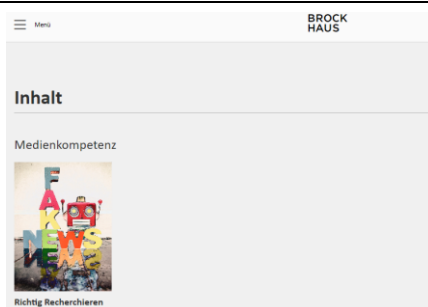 Menü
BROCK
HAUS
Inhalt
Medienkompetenz
FAKE
NEWS
Richtig Recherchieren